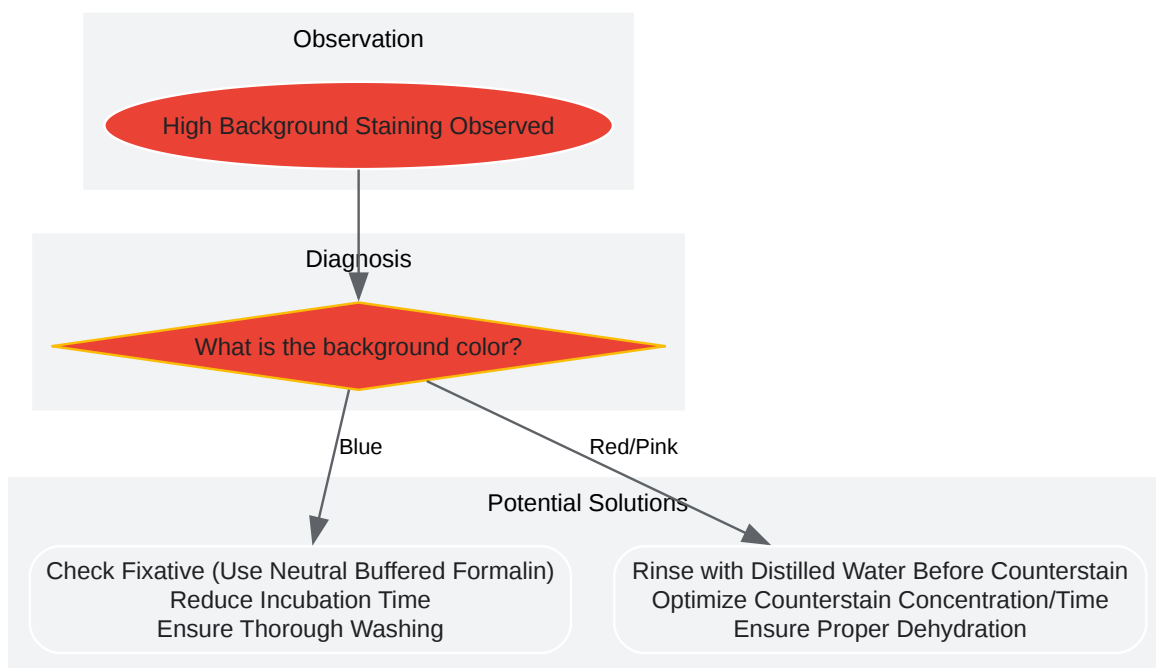 Observation
High Background Staining Observed
Diagnosis
What is the background color?
Blue
Red/Pink
Potential Solutions
Check Fixative (Use Neutral Buffered Formalin)
Reduce Incubation Time
Ensure Thorough Washing
Rinse with Distilled Water Before Counterstain
Optimize Counterstain Concentration/Time
Ensure Proper Dehydration